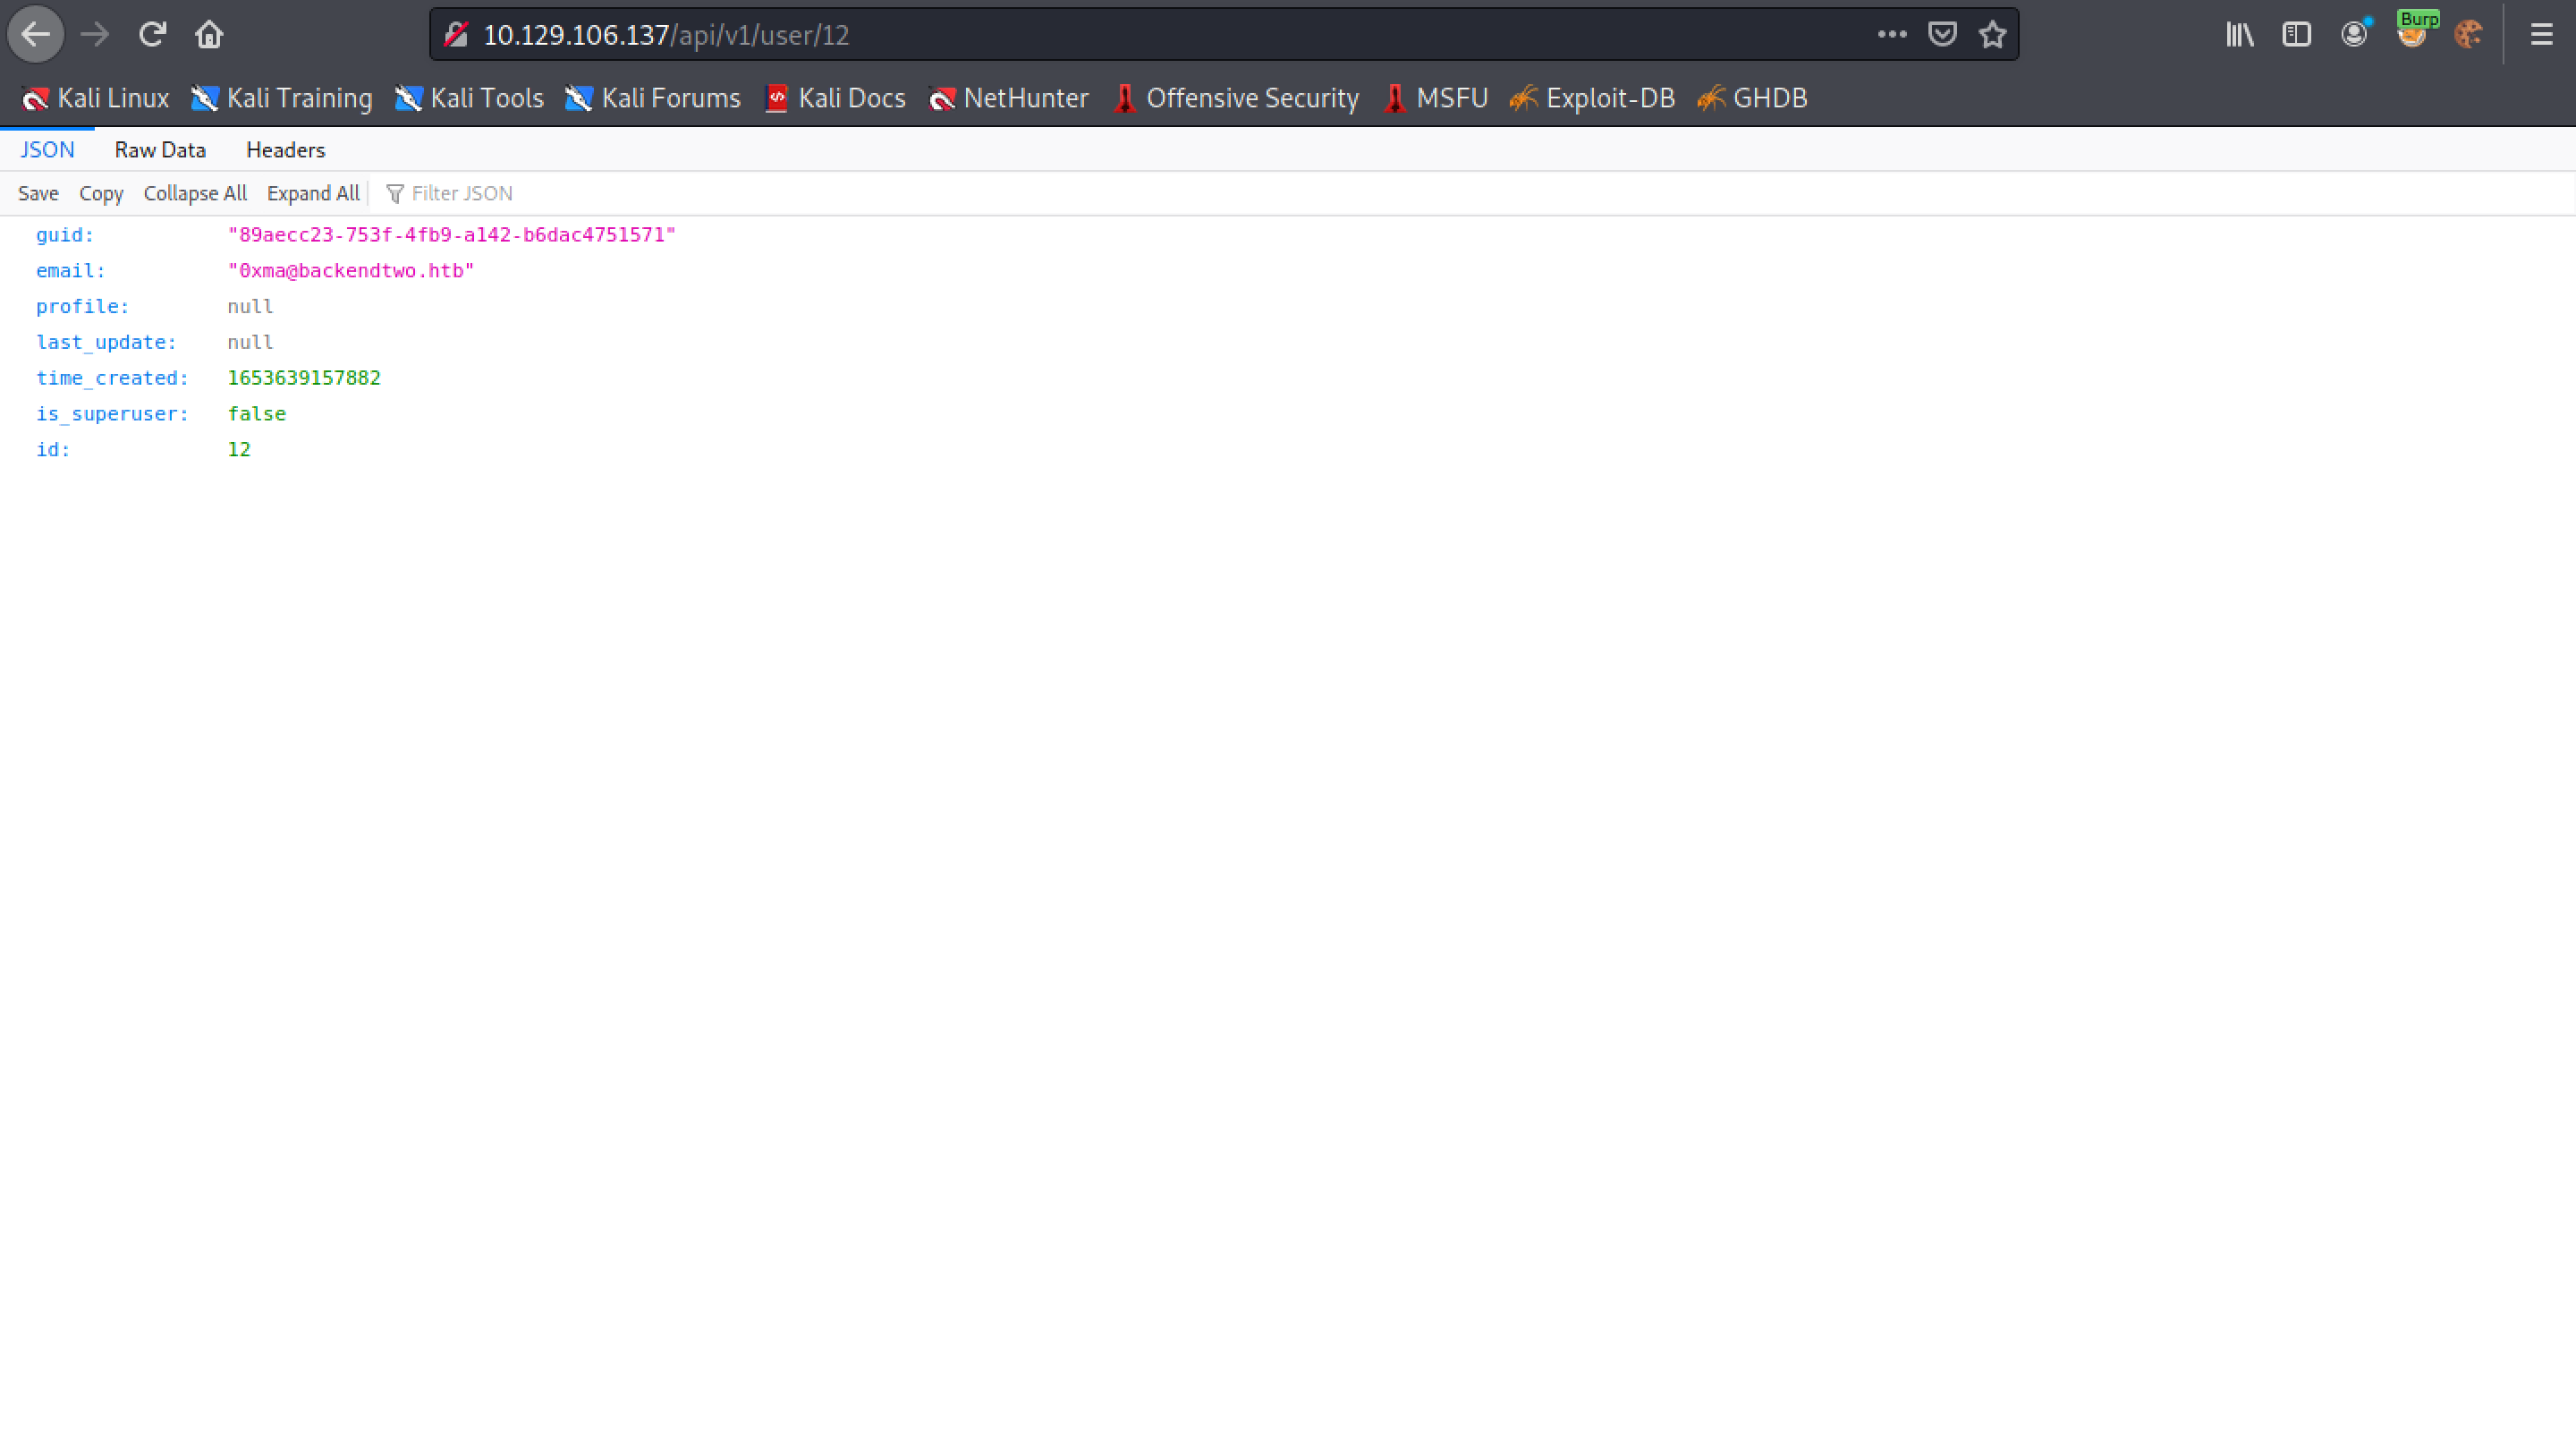 Burp
10.129.106.137/api/v1/user/12
Kali Linux Kali Training Kali Tools Kali Forums Kali Docs NetHunter Offensive Security MSFU Exploit-DB GHDB
JSON Raw Data Headers
Save Copy Collapse All Expand All Filter JSON
guid: "89aecc23-753f-4fb9-a142-b6dac4751571"
email: "0xma@backendtwo.htb"
profile: null
last_update: null
time_created: 1653639157882
is_superuser: false
id: 12